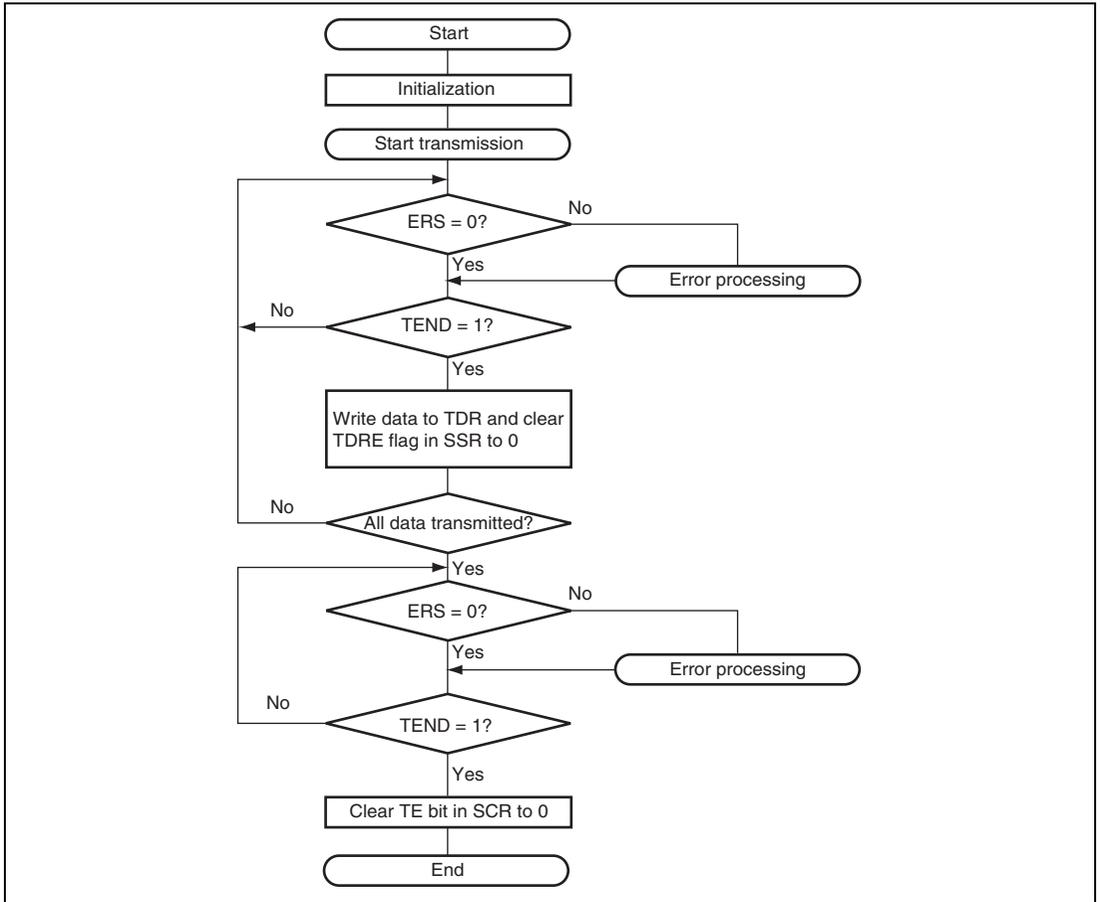 Start
Initialization
Start transmission
ERS = 0?
No
Yes
Error processing
No
TEND = 1?
Yes
Write data to TDR and clear
TDRE flag in SSR to 0
No
All data transmitted?
Yes
ERS = 0?
No
Yes
Error processing
No
TEND = 1?
Yes
Clear TE bit in SCR to 0
End